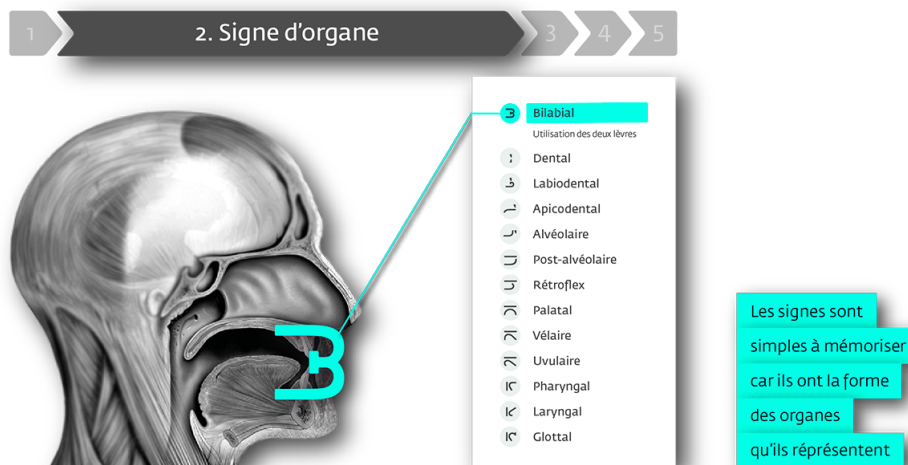 1
2. Signe d'organe
3
4
5
Bilabial
Utilisation des deux lèvres
Dental
Labiodental
Apicodental
Alvéolaire
Post-alvéolaire
Rétroflex
Palatal
Vélaire
Uvulaire
Pharyngal
Laryngal
Glottal
Les signes sont
simples à mémoriser
car ils ont la forme
des organes
qu'ils réprésentent